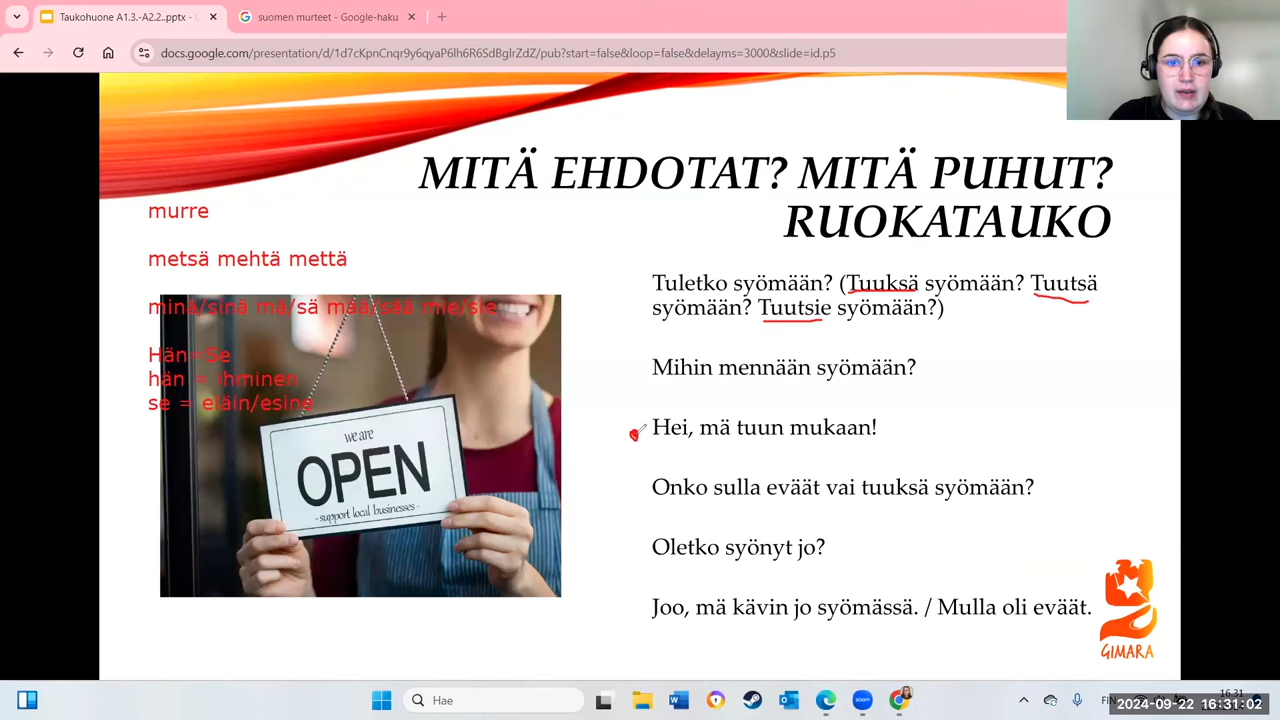 Taukohuone A1.3.-A2.2..pptx -
suomen murteet - Google-haku
docs.google.com/presentation/d/1d7cKpnCnqr9y6qyaP6lh6R6SdBqlrZdZ/pub?start=false&loop=false&delayms=3000&slide=id.p5
MITÄ EHDOTAT? MITÄ PUHUT?
RUOKATAUKO
murre
metsä mehtä mettä
minä/sinä mä/sä mää/sää mie/sie
Hän=Se
hän = ihminen
se = eläin/esine
we are
OPEN
-support local businesses-
Tuletko syömään? (Tuuksä syömään? Tuutsä
syömään? Tuutsie syömään?)
Mihin mennään syömään?
Hei, mä tuun mukaan!
Onko sulla eväät vai tuuksä syömään?
Oletko syönyt jo?
Joo, mä kävin jo syömässä. / Mulla oli eväät.
GIMARA
Hae
FIN
16.31
2024-09-22 16:31:02